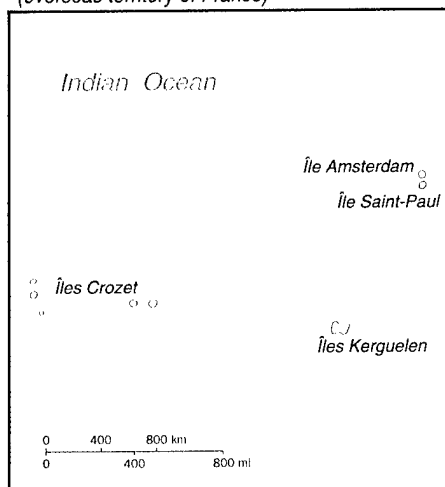 (overseas territory of France)
Indian Ocean
Île Amsterdam
Île Saint-Paul
Îles Crozet
Îles Kerguelen
0 400 800 km
0 400 800 mi